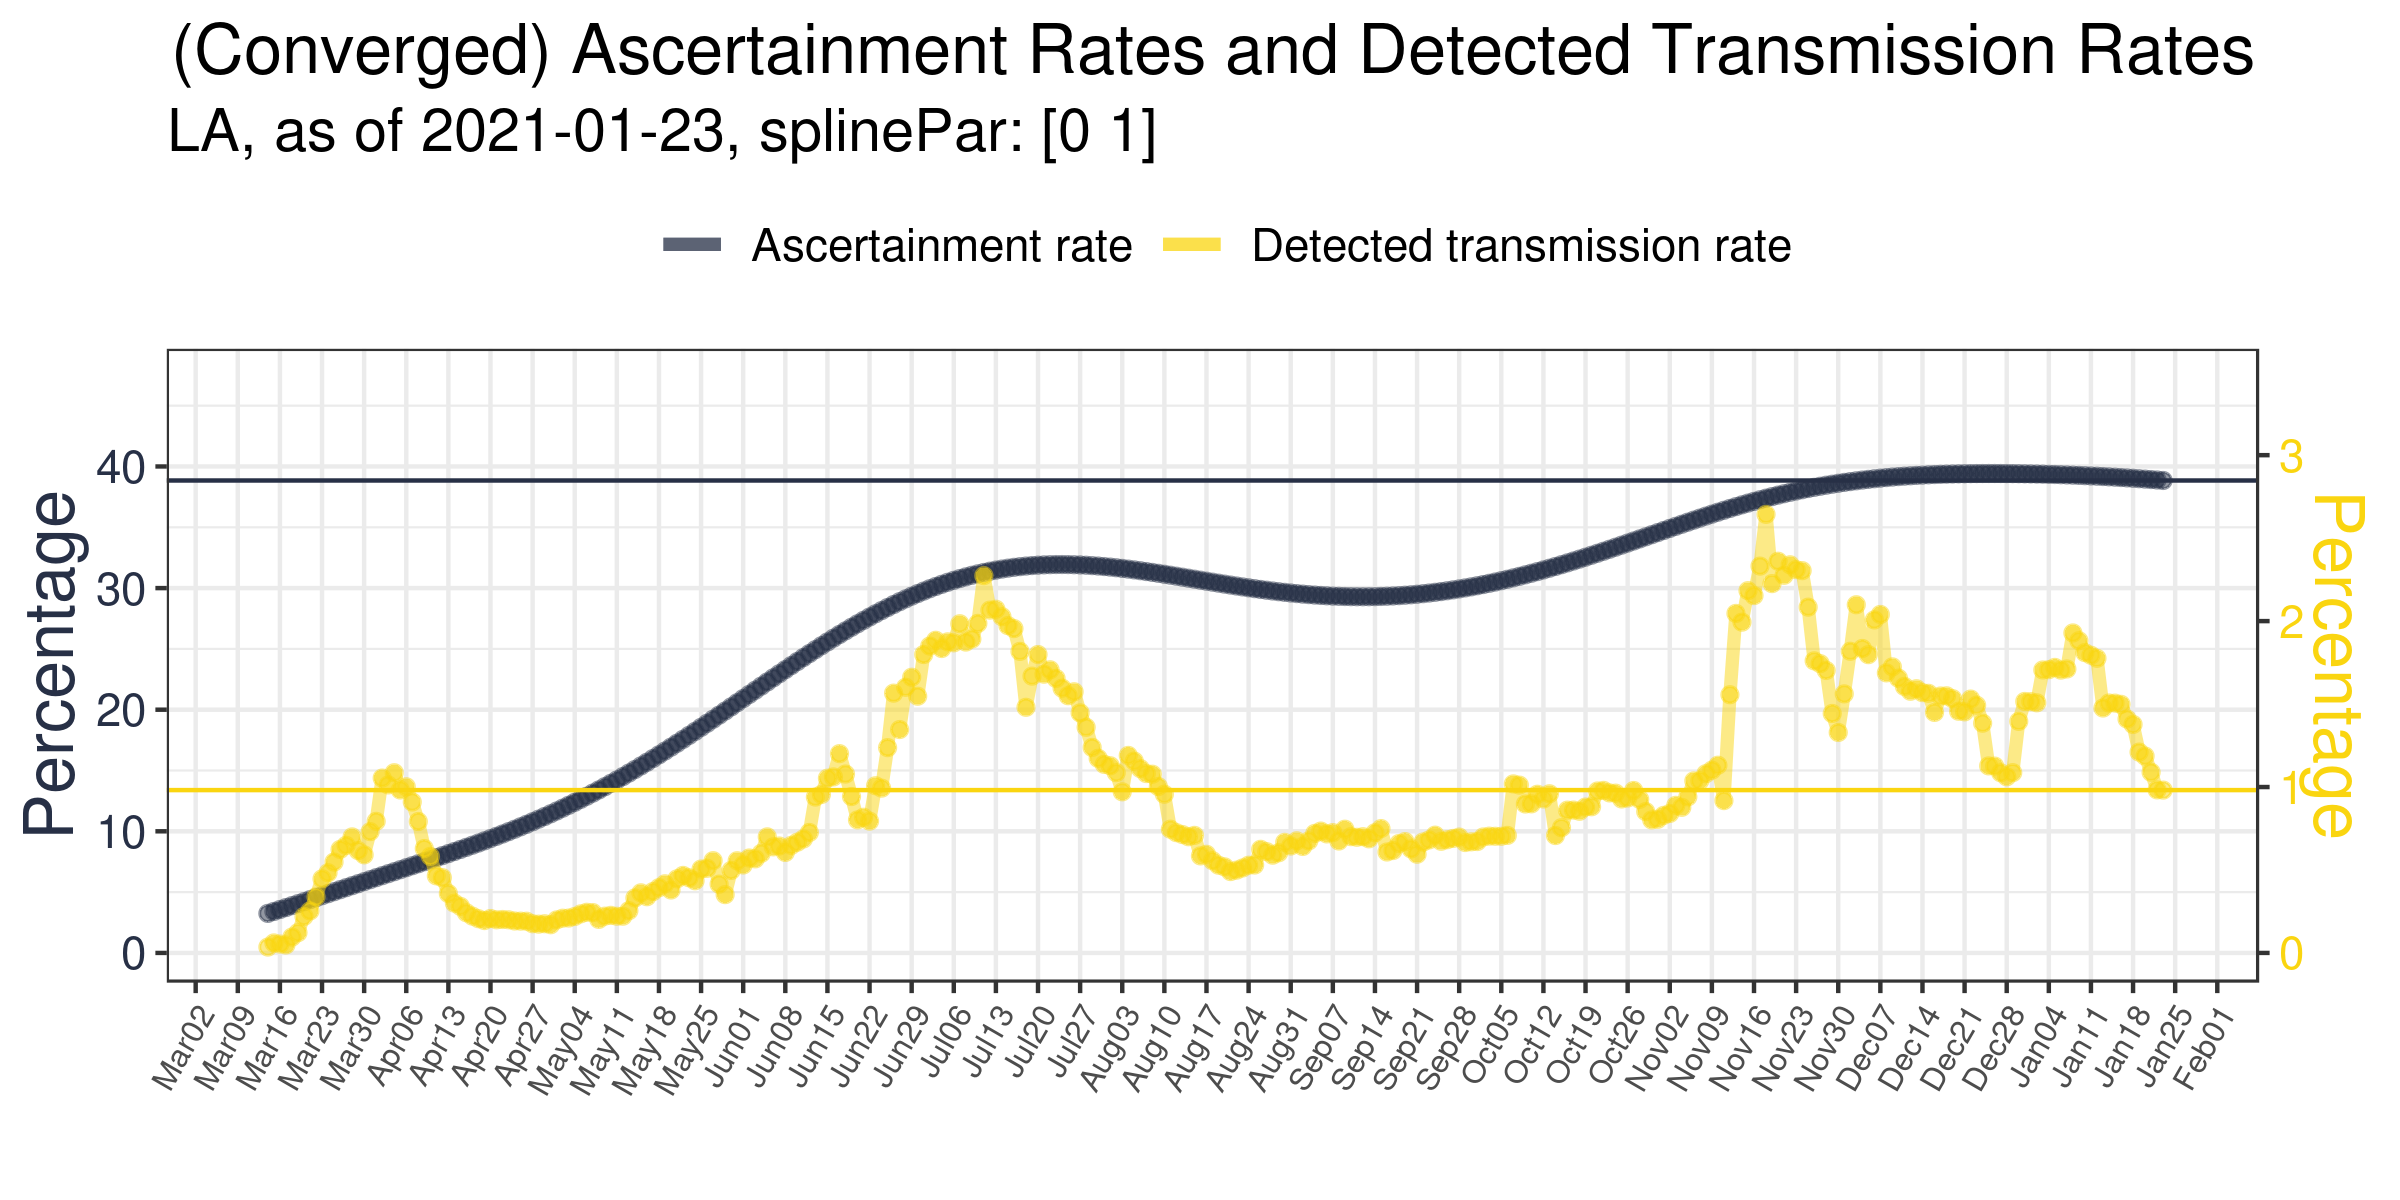 (Converged) Ascertainment Rates and Detected Transmission Rates
LA, as of 2021-01-23, splinePar: [0 1]
Ascertainment rate
Detected transmission rate
Percentage
40
30
20
10
0
3
2
1
0
Percentage
Mar02
Mar09
Mar16
Mar23
Mar30
Apr06
Apr13
Apr20
Apr27
May04
May11
May18
May25
Jun01
Jun08
Jun15
Jun22
Jun29
Jul06
Jul13
Jul20
Jul27
Aug03
Aug10
Aug17
Aug24
Aug31
Sep07
Sep14
Sep21
Sep28
Oct05
Oct12
Oct19
Oct26
Nov02
Nov09
Nov16
Nov23
Nov30
Dec07
Dec14
Dec21
Dec28
Jan04
Jan11
Jan18
Jan25
Feb01